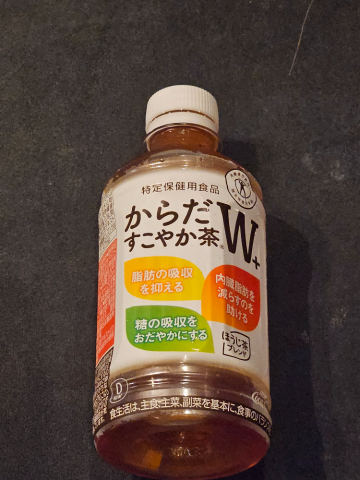 特定保健用食品
からだ
すこやか茶
W+
脂肪の吸収
を抑える
内臓脂肪を
減らすのを
助ける
糖の吸収を
おだやかにする
ほうじ茶
ブレンド
D
食生活は、主食、主菜、副菜を基本に、食事のバラン